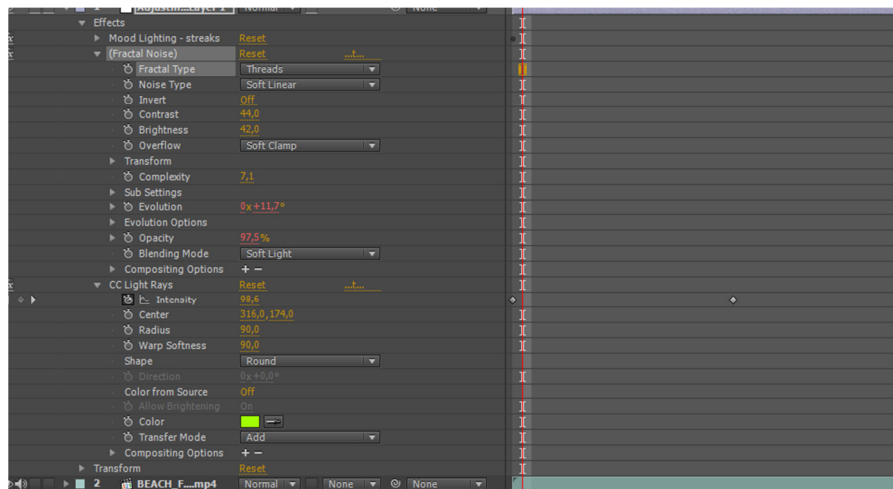 1 Adjustm...Layer 1 Normal None
Effects
Mood Lighting - streaks Reset
(Fractal Noise) Reset ...t...
Fractal Type Threads
Noise Type Soft Linear
Invert Off
Contrast 44,0
Brightness 42,0
Overflow Soft Clamp
Transform
Complexity 7,1
Sub Settings
Evolution 0x+11,7°
Evolution Options
Opacity 97,5%
Blending Mode Soft Light
Compositing Options + −
CC Light Rays Reset ...t...
Intensity 98,6
Center 316,0,174,0
Radius 90,0
Warp Softness 90,0
Shape Round
Direction 0x+0,0°
Color from Source Off
Allow Brightening On
Color
Transfer Mode Add
Compositing Options + −
Transform Reset
2 BEACH_F....mp4 Normal None None